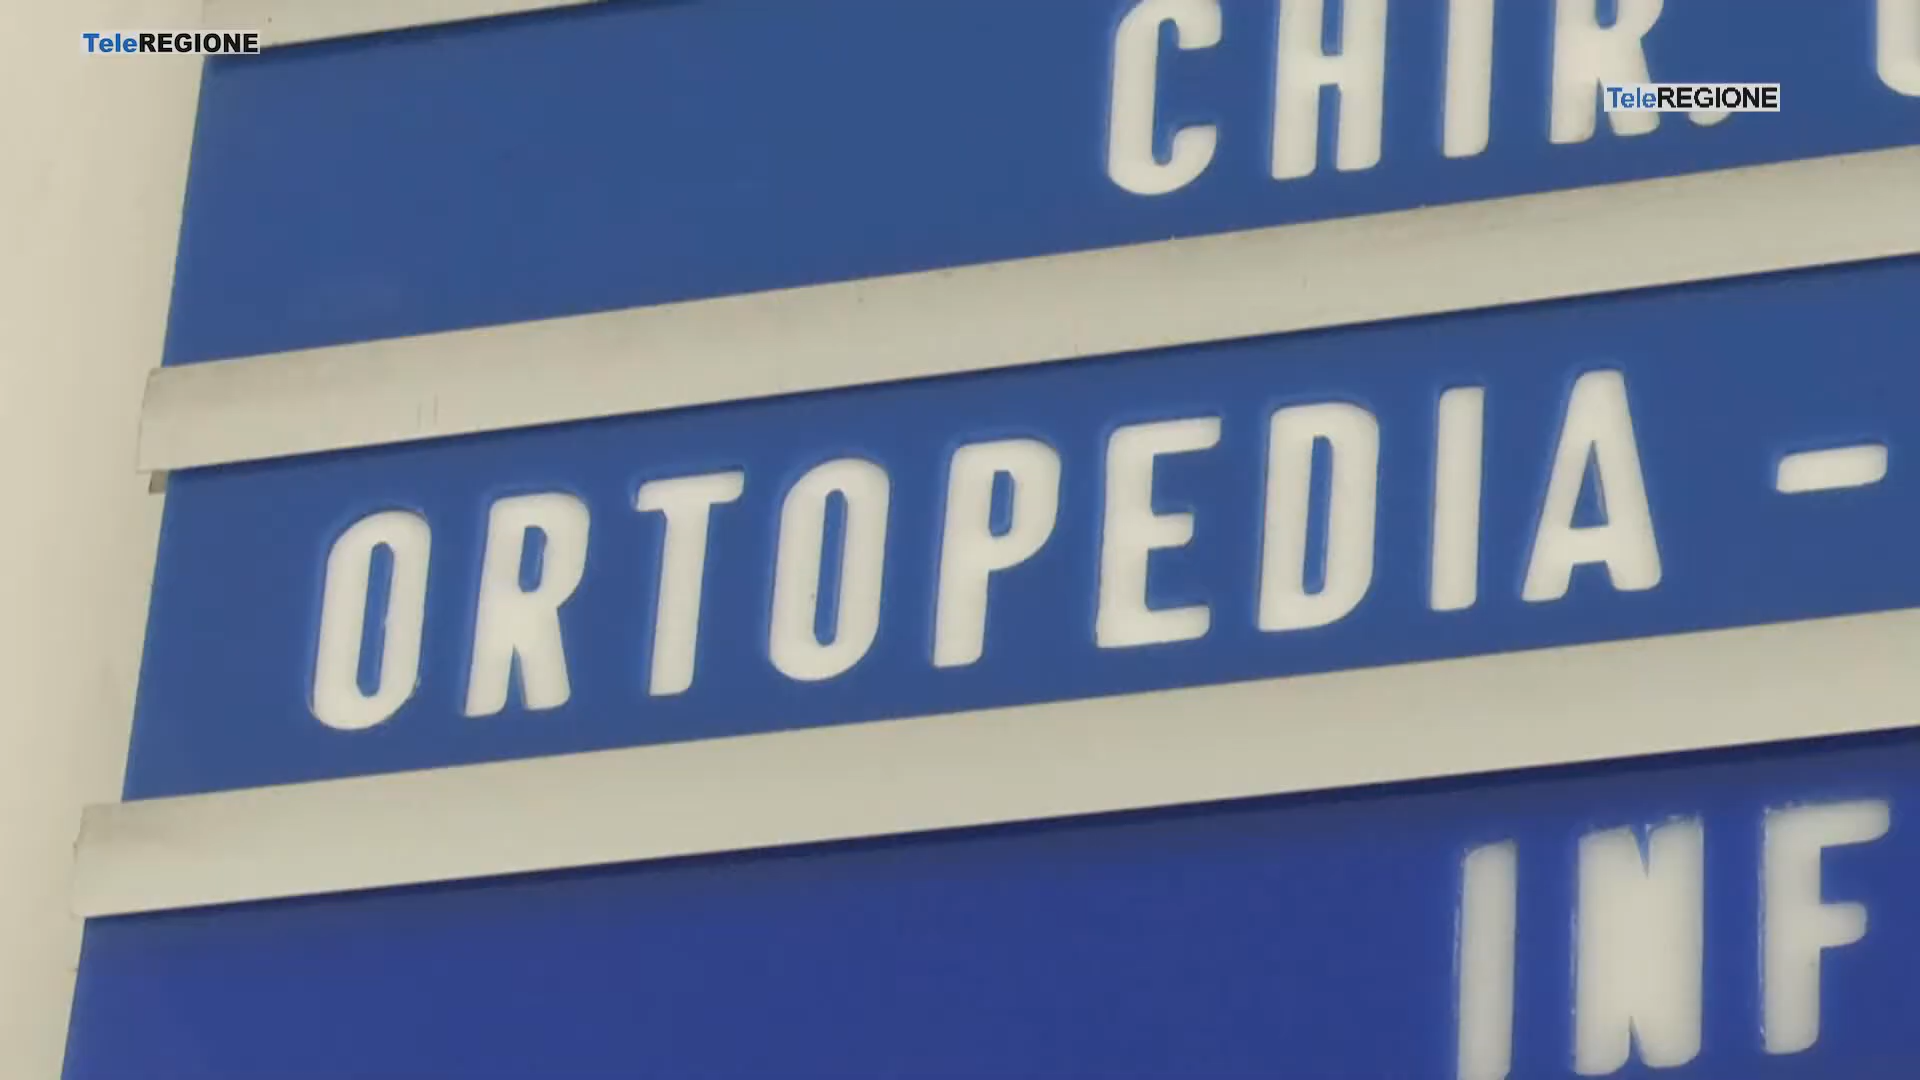 TeleREGIONE
CHIR.
TeleREGIONE
ORTOPEDIA -
INF